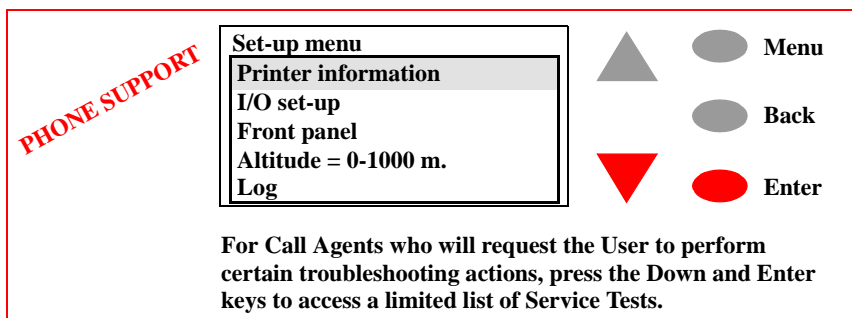 PHONE SUPPORT
Set-up menu
Printer information
I/O set-up
Front panel
Altitude = 0-1000 m.
Log
Menu
Back
Enter
For Call Agents who will request the User to perform
certain troubleshooting actions, press the Down and Enter
keys to access a limited list of Service Tests.